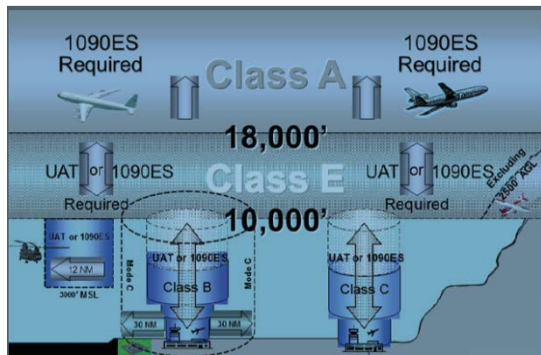 1090ES
Required
1090ES
Required
Class A
18,000'
UAT or 1090ES
Required
Class E
UAT or 1090ES
Required
Excluding
2500' AGL
10,000'
UAT or 1090ES
12 NM
3000' MSL
Mode C
UAT or 1090ES
Class B
Mode C
30 NM
30 NM
UAT or 1090ES
Class C